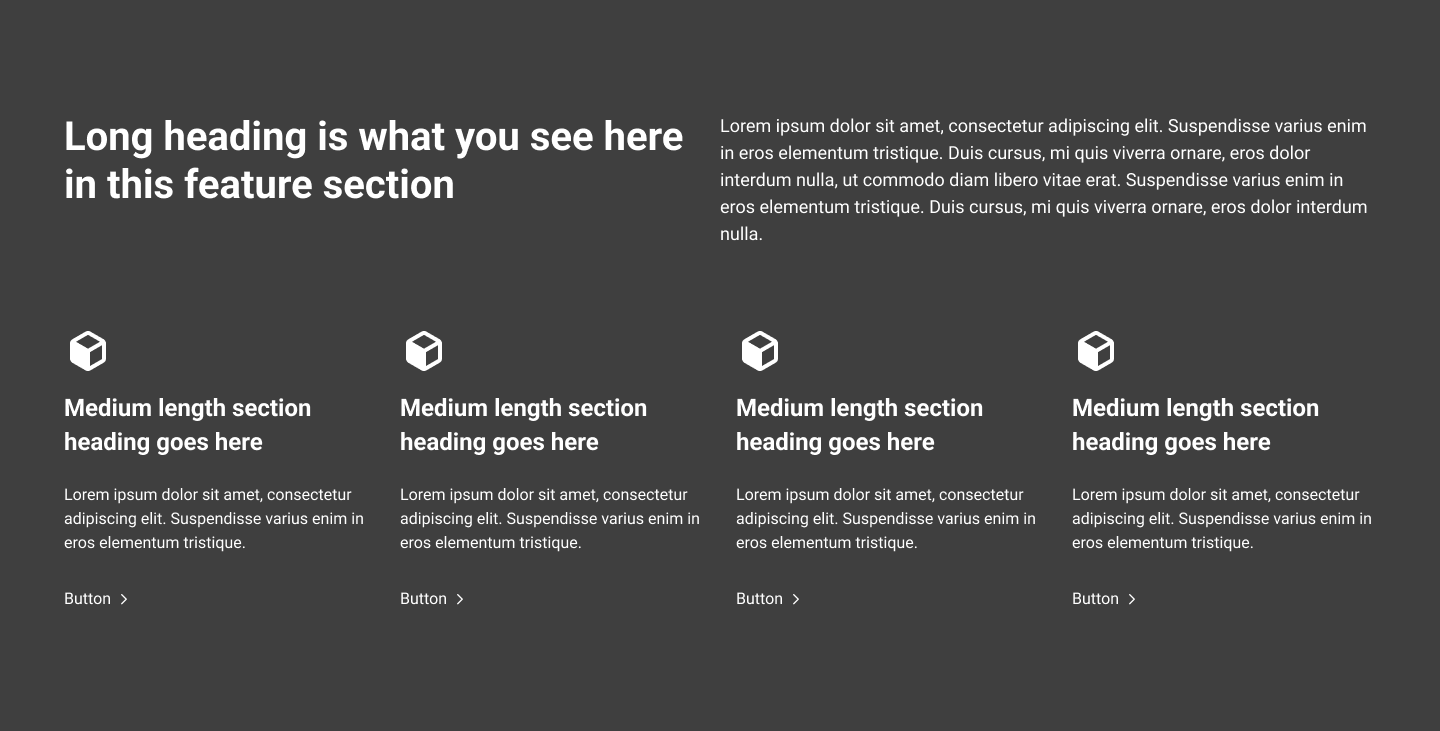 Long heading is what you see here
in this feature section
Lorem ipsum dolor sit amet, consectetur adipiscing elit. Suspendisse varius enim
in eros elementum tristique. Duis cursus, mi quis viverra ornare, eros dolor
interdum nulla, ut commodo diam libero vitae erat. Suspendisse varius enim in
eros elementum tristique. Duis cursus, mi quis viverra ornare, eros dolor interdum
nulla.
Medium length section
heading goes here
Lorem ipsum dolor sit amet, consectetur
adipiscing elit. Suspendisse varius enim in
eros elementum tristique.
Button
Medium length section
heading goes here
Lorem ipsum dolor sit amet, consectetur
adipiscing elit. Suspendisse varius enim in
eros elementum tristique.
Button
Medium length section
heading goes here
Lorem ipsum dolor sit amet, consectetur
adipiscing elit. Suspendisse varius enim in
eros elementum tristique.
Button
Medium length section
heading goes here
Lorem ipsum dolor sit amet, consectetur
adipiscing elit. Suspendisse varius enim in
eros elementum tristique.
Button